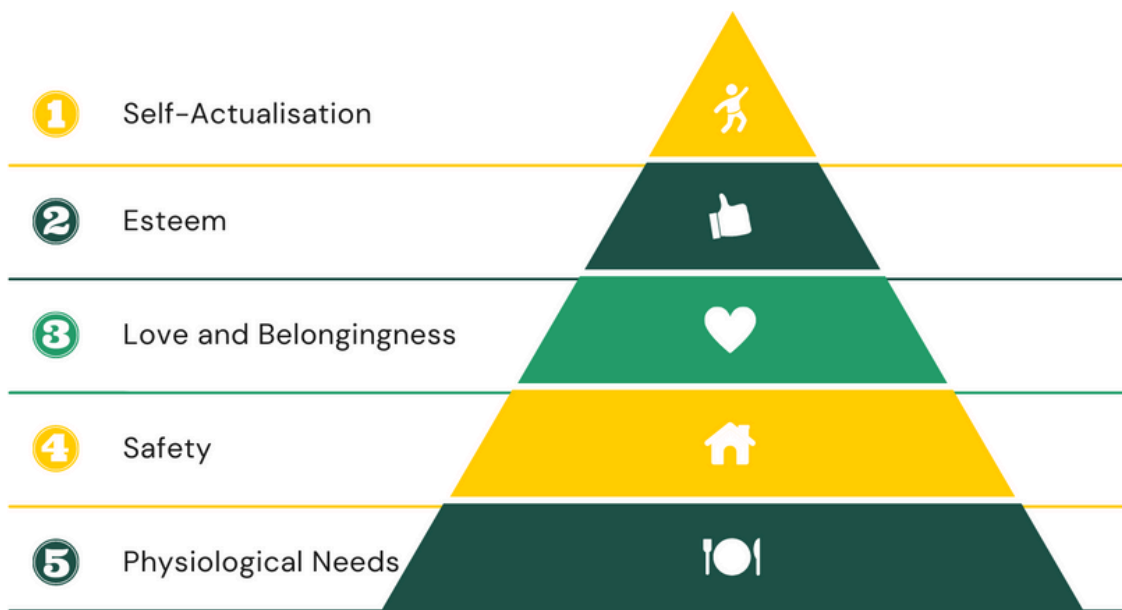 1 Self-Actualisation
2 Esteem
3 Love and Belongingness
4 Safety
5 Physiological Needs